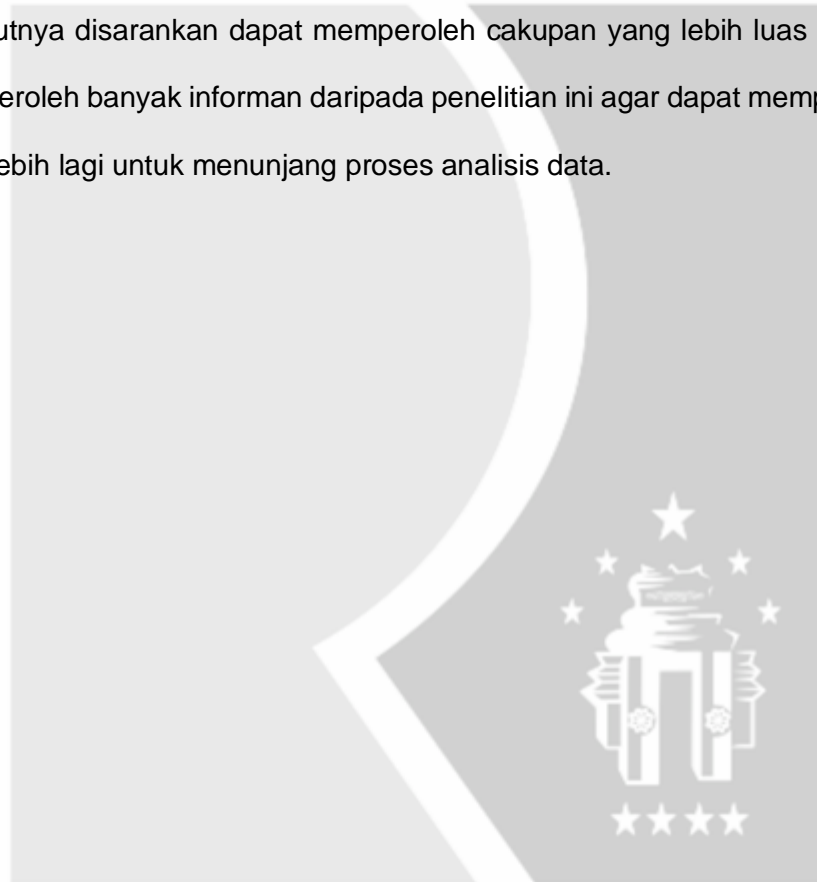 utnya disarankan dapat memperoleh cakupan yang lebih luas
eroleh banyak informan daripada penelitian ini agar dapat memp
ebih lagi untuk menunjang proses analisis data.